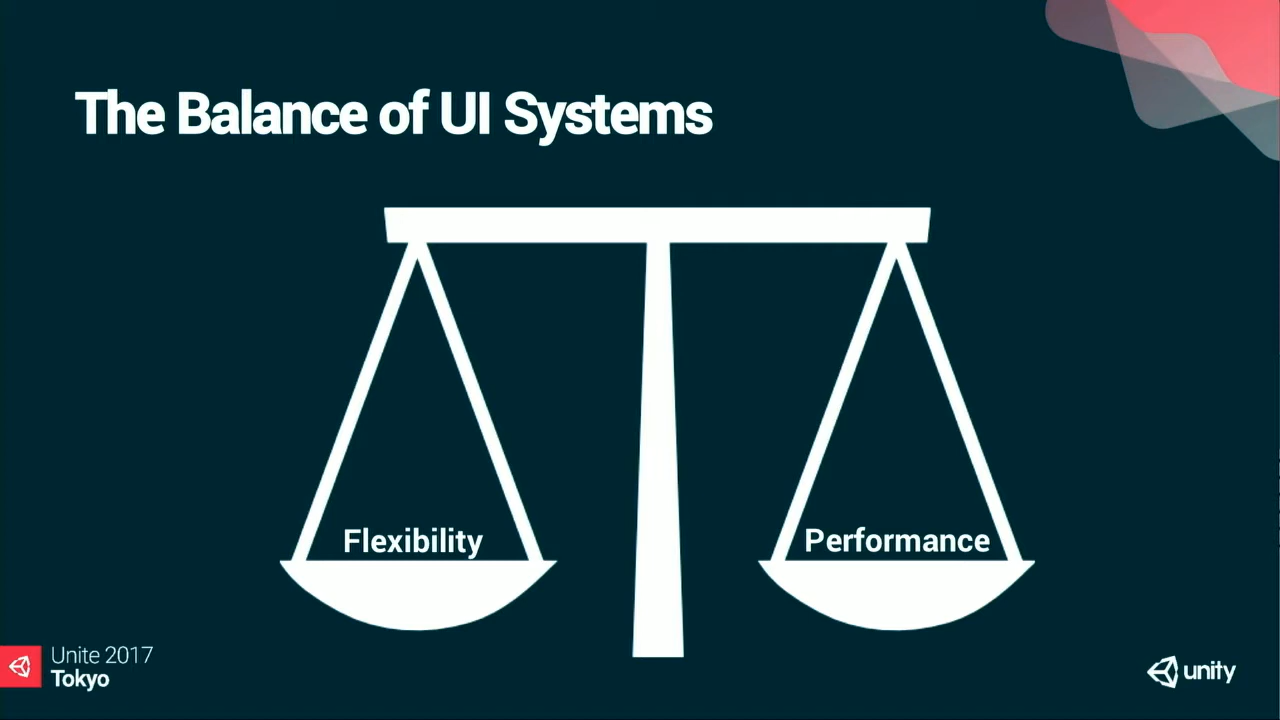 The Balance of UI Systems
Flexibility
Performance
Unite 2017
Tokyo
unity